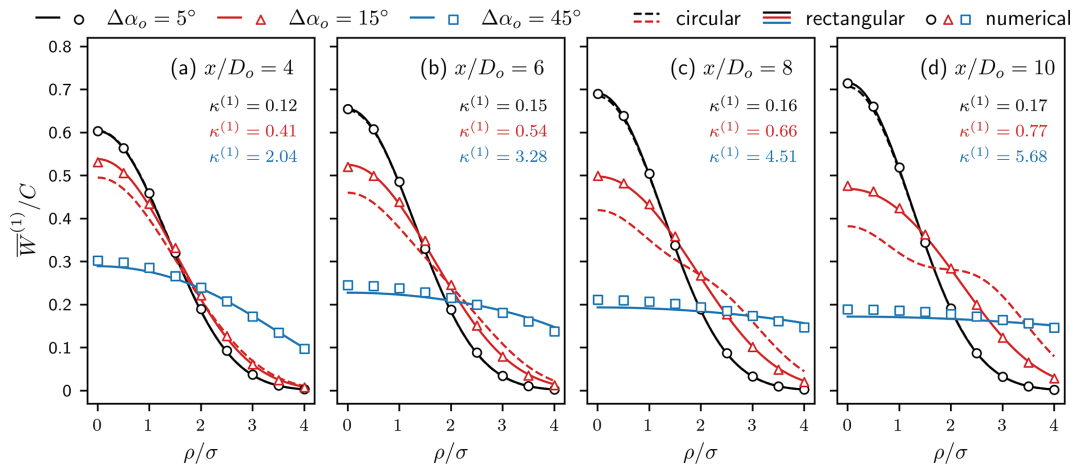 Δα_o = 5° Δα_o = 15° Δα_o = 45° circular rectangular numerical
(a) x/D_o = 4
κ^(1) = 0.12
κ^(1) = 0.41
κ^(1) = 2.04
(b) x/D_o = 6
κ^(1) = 0.15
κ^(1) = 0.54
κ^(1) = 3.28
(c) x/D_o = 8
κ^(1) = 0.16
κ^(1) = 0.66
κ^(1) = 4.51
(d) x/D_o = 10
κ^(1) = 0.17
κ^(1) = 0.77
κ^(1) = 5.68
W̅^(1)/C
0.8
0.7
0.6
0.5
0.4
0.3
0.2
0.1
0
0 1 2 3 4
0 1 2 3 4
0 1 2 3 4
0 1 2 3 4
ρ/σ
ρ/σ
ρ/σ
ρ/σ